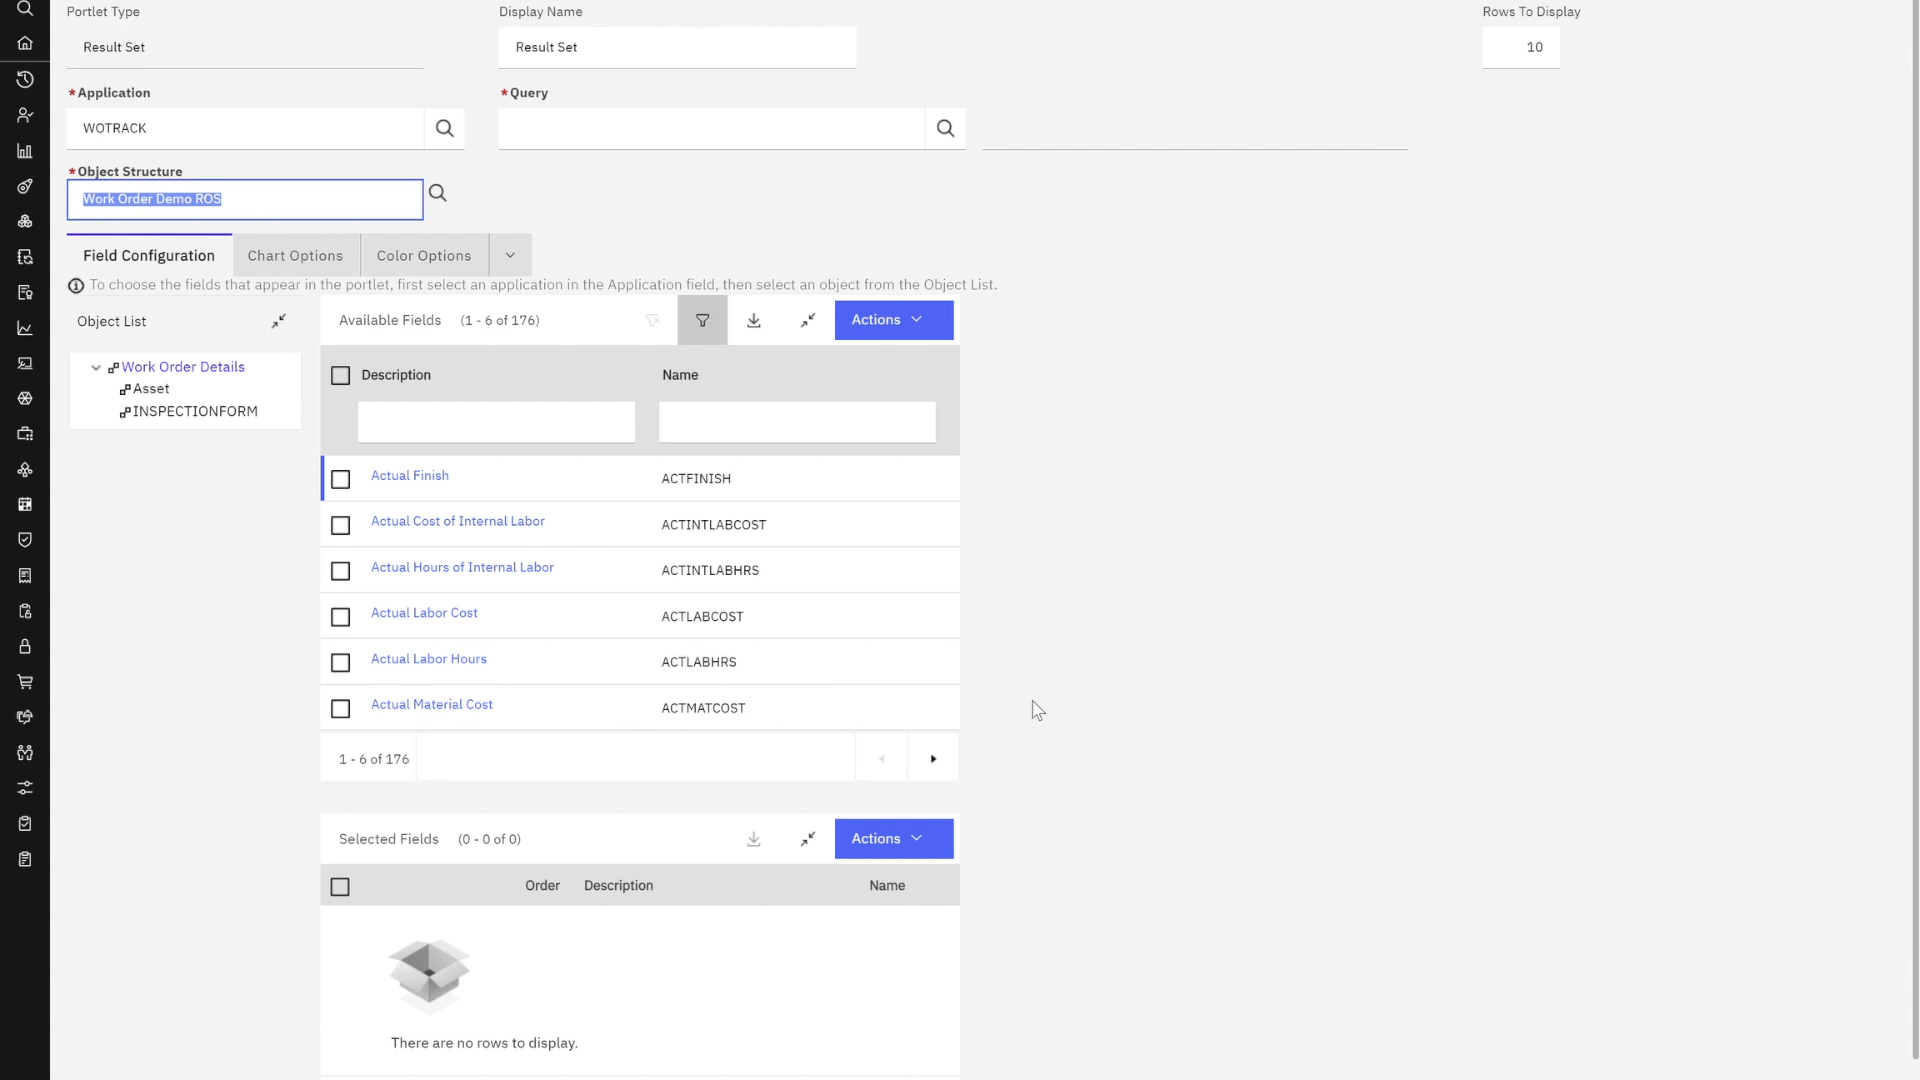 Portlet Type
Display Name
Rows To Display
Result Set
Result Set
10
*Application
*Query
WOTRACK
*Object Structure
Work Order Demo ROS
Field Configuration
Chart Options
Color Options
To choose the fields that appear in the portlet, first select an application in the Application field, then select an object from the Object List.
Object List
Available Fields (1 - 6 of 176)
Actions
Work Order Details
Asset
INSPECTIONFORM
Description
Name
Actual Finish
ACTFINISH
Actual Cost of Internal Labor
ACTINTLABCOST
Actual Hours of Internal Labor
ACTINTLABHRS
Actual Labor Cost
ACTLABCOST
Actual Labor Hours
ACTLABHRS
Actual Material Cost
ACTMATCOST
1 - 6 of 176
Selected Fields (0 - 0 of 0)
Actions
Order
Description
Name
There are no rows to display.